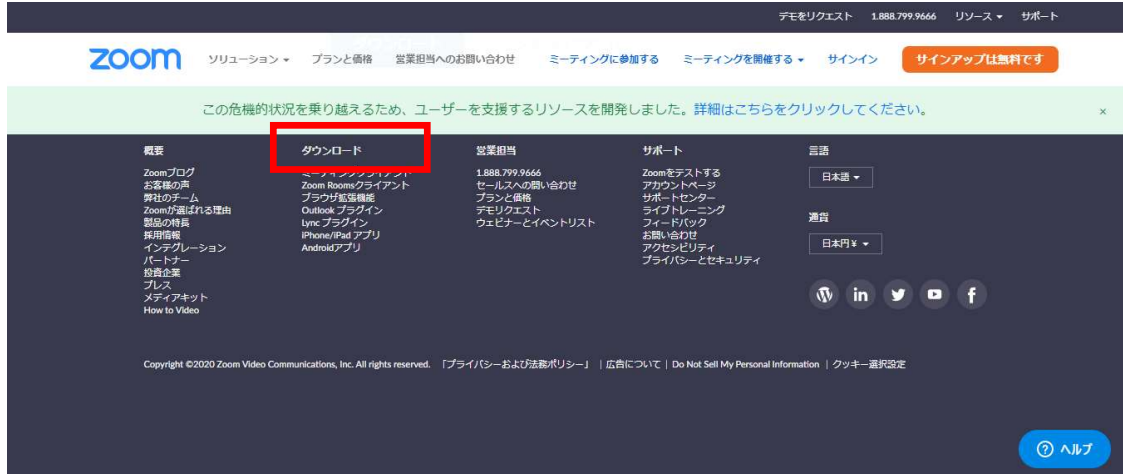 デモをリクエスト 1.888.799.9666 リソース サポート
zoom ソリューション プランと価格 営業担当へのお問い合わせ ミーティングに参加する ミーティングを開催する サインイン サインアップは無料です
この危機的状況を乗り越えるため、ユーザーを支援するリソースを開発しました。詳細はこちらをクリックしてください。 ×
概要
Zoomブログ
お客様の声
弊社のチーム
Zoomが選ばれる理由
製品の特長
採用情報
インテグレーション
パートナー
投資企業
プレス
メディアキット
How to Video
ダウンロード
ミーティングクライアント
Zoom Roomsクライアント
ブラウザ拡張機能
Outlook プラグイン
Lync プラグイン
iPhone/iPad アプリ
Androidアプリ
営業担当
1.888.799.9666
セールスへの問い合わせ
プランと価格
デモリクエスト
ウェビナーとイベントリスト
サポート
Zoomをテストする
アカウントページ
サポートセンター
ライブトレーニング
フィードバック
お問い合わせ
アクセシビリティ
プライバシーとセキュリティ
言語
日本語
通貨
日本円¥
Copyright ©2020 Zoom Video Communications, Inc. All rights reserved. 「プライバシーおよび法務ポリシー」 | 広告について | Do Not Sell My Personal Information | クッキー選択設定
ヘルプ